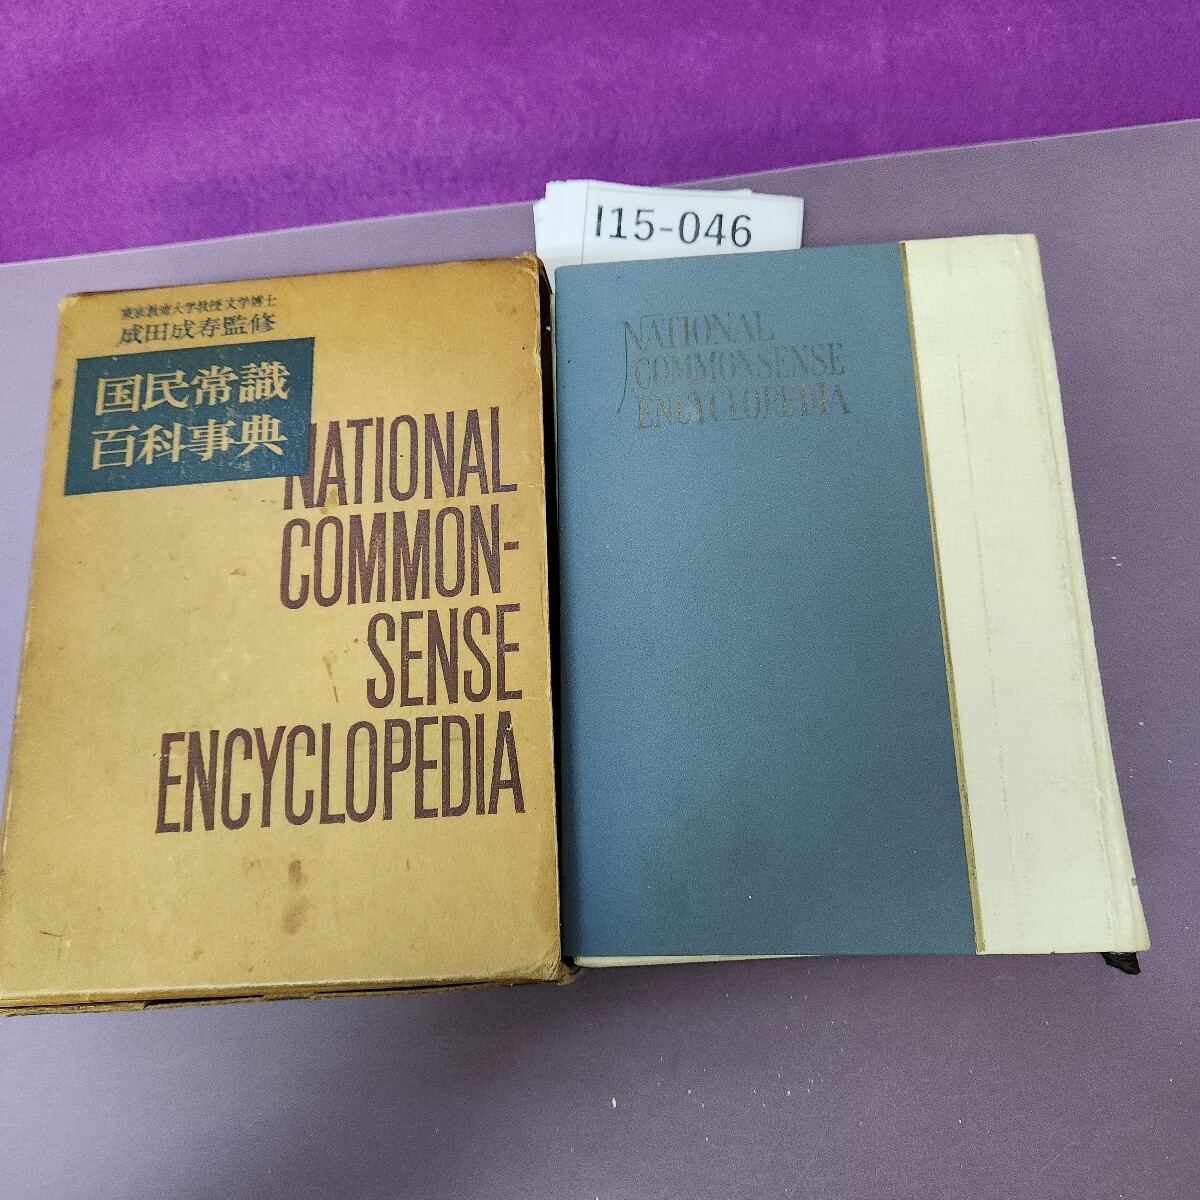 I15-046
東京教育大学教授文学博士
成田成寿監修
国民常識
百科事典
NATIONAL
COMMON-
SENSE
ENCYCLOPEDIA
NATIONAL
COMMONSENSE
ENCYCLOPEDIA